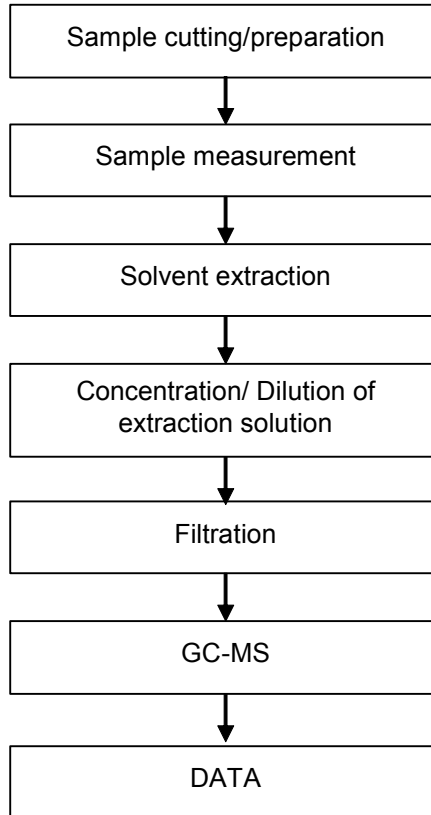 Sample cutting/preparation
Sample measurement
Solvent extraction
Concentration/ Dilution of
extraction solution
Filtration
GC-MS
DATA